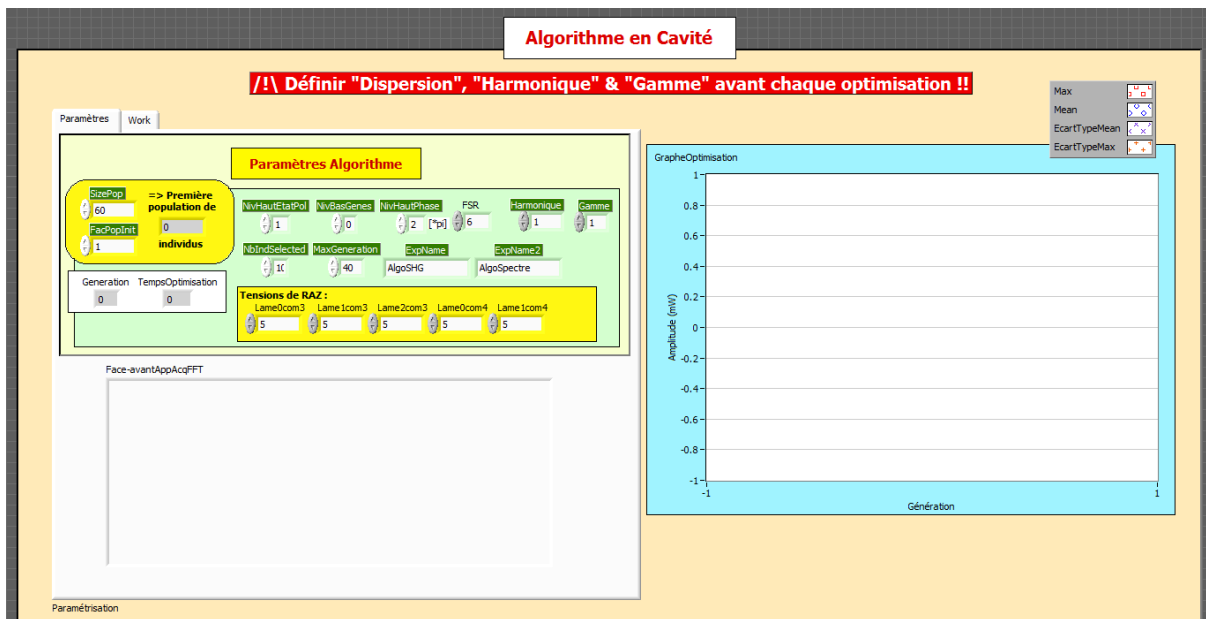 Algorithme en Cavité
/!\ Définir "Dispersion", "Harmonique" & "Gamme" avant chaque optimisation !!
Max
Mean
EcartTypeMean
EcartTypeMax
Paramètres Work
Paramètres Algorithme
SizePop
60
=> Première
population de
0
individus
FacPopInit
1
NivHautEtatPol NivBasGenes NivHautPhase FSR Harmonique Gamme
1 0 2 [*pi] 6 1 1
NbIndSelected MaxGeneration ExpName ExpName2
10 40 AlgoSHG AlgoSpectre
Generation TempsOptimisation
0 0
Tensions de RAZ :
Lame0com3 Lame1com3 Lame2com3 Lame0com4 Lame1com4
5 5 5 5 5
Face-avantAppAcqFFT
Paramétrisation
GrapheOptimisation
Amplitude (mW)
1
0.8
0.6
0.4
0.2
0
-0.2
-0.4
-0.6
-0.8
-1
-1 1
Génération